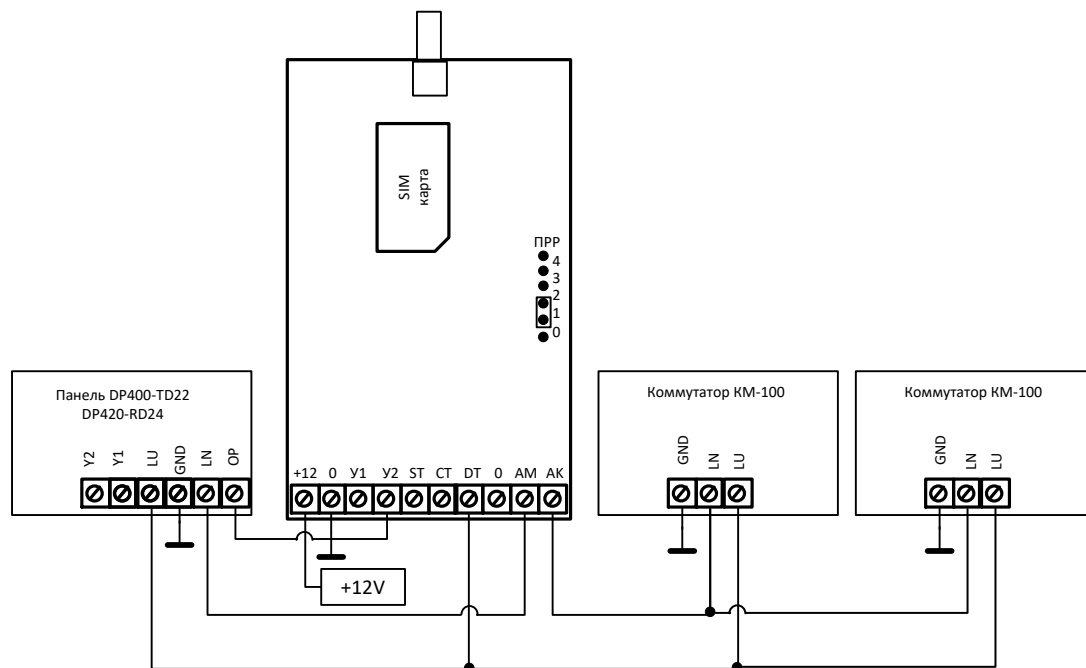 SIM
карта
ПРР
4
3
2
1
0
Панель DP400-TD22
DP420-RD24
Y2 Y1 LU GND LN OP
+12 0 У1 У2 ST CT DT 0 AM AK
Коммутатор КМ-100
GND LN LU
Коммутатор КМ-100
GND LN LU
+12V